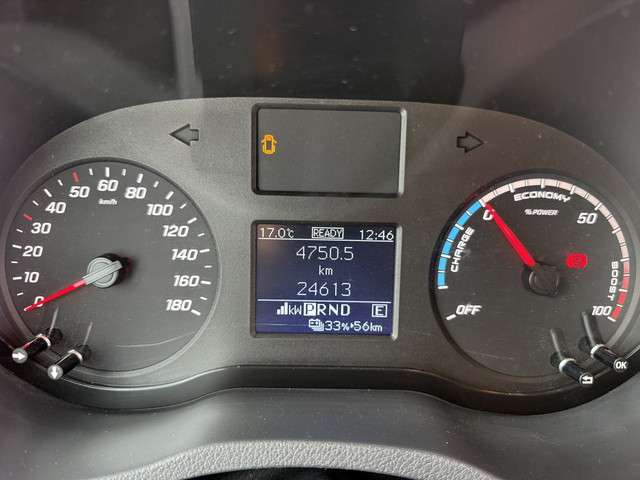 17.0°C READY 12:46
4750.5
km
24613
kW PRND E
33% 56km
0 10 20 30 40 50 60 80 100 120 140 160 180
km/h
OFF CHARGE 0 ECONOMY 50 BOOST 100
% POWER
OK